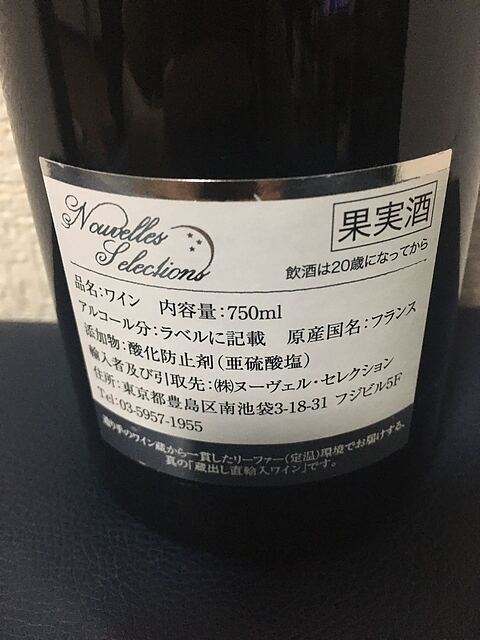 Nouvelles
Selections
果実酒
飲酒は20歳になってから
品名:ワイン 内容量:750ml
アルコール分:ラベルに記載 原産国名:フランス
添加物:酸化防止剤(亜硫酸塩)
輸入者及び引取先:㈱ヌーヴェル・セレクション
住所:東京都豊島区南池袋3-18-31 フジビル5F
Tel:03-5957-1955
造り手のワイン蔵から一貫したリーファー(定温)環境でお届けする、
真の「蔵出し直輸入ワイン」です。